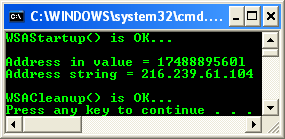 C:\WINDOWS\system32\cmd....
WSAStartup() is OK...
Address in value = 1748889560l
Address string = 216.239.61.104
WSACleanup() is OK...
Press any key to continue . . .